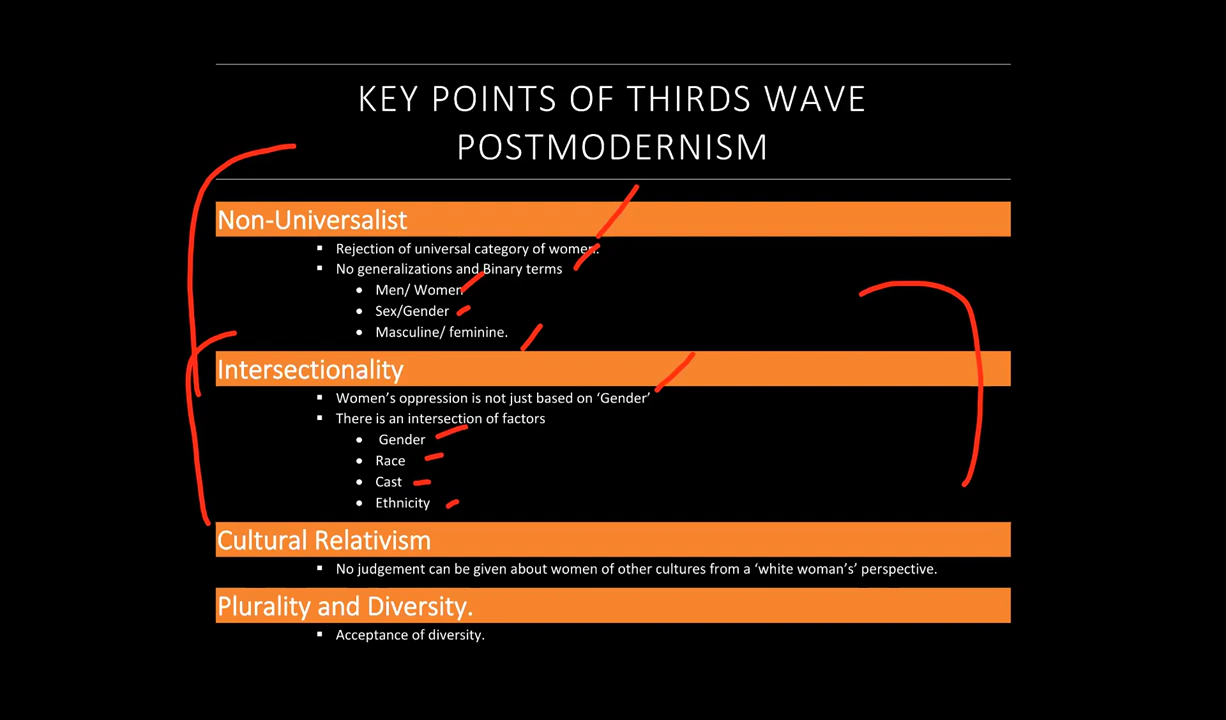 KEY POINTS OF THIRDS WAVE
POSTMODERNISM
Non-Universalist
▪ Rejection of universal category of women.
▪ No generalizations and Binary terms
• Men/ Women
• Sex/Gender
• Masculine/ feminine.
Intersectionality
▪ Women’s oppression is not just based on ‘Gender’
▪ There is an intersection of factors
• Gender
• Race
• Cast
• Ethnicity
Cultural Relativism
▪ No judgement can be given about women of other cultures from a ‘white woman’s’ perspective.
Plurality and Diversity.
▪ Acceptance of diversity.